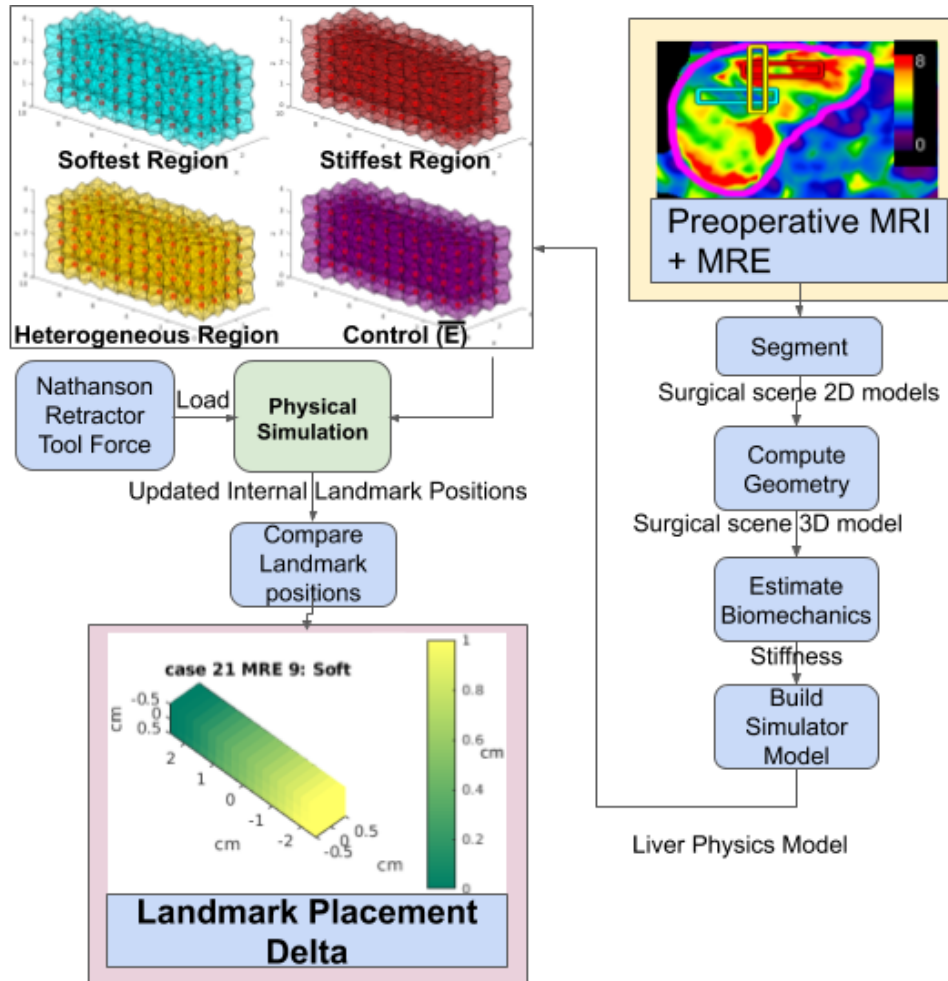 Softest Region
Stiffest Region
Heterogeneous Region
Control (E̅)
8
0
Preoperative MRI
+ MRE
Segment
Surgical scene 2D models
Compute
Geometry
Surgical scene 3D model
Estimate
Biomechanics
Stiffness
Build
Simulator
Model
Liver Physics Model
Nathanson
Retractor
Tool Force
Load
Physical
Simulation
Updated Internal Landmark Positions
Compare
Landmark
positions
case 21 MRE 9: Soft
-0.5
0
0.5
cm
2
1
0
-1
-2
cm
0.5
0
-0.5
cm
1
0.8
0.6
cm
0.4
0.2
0
Landmark Placement
Delta